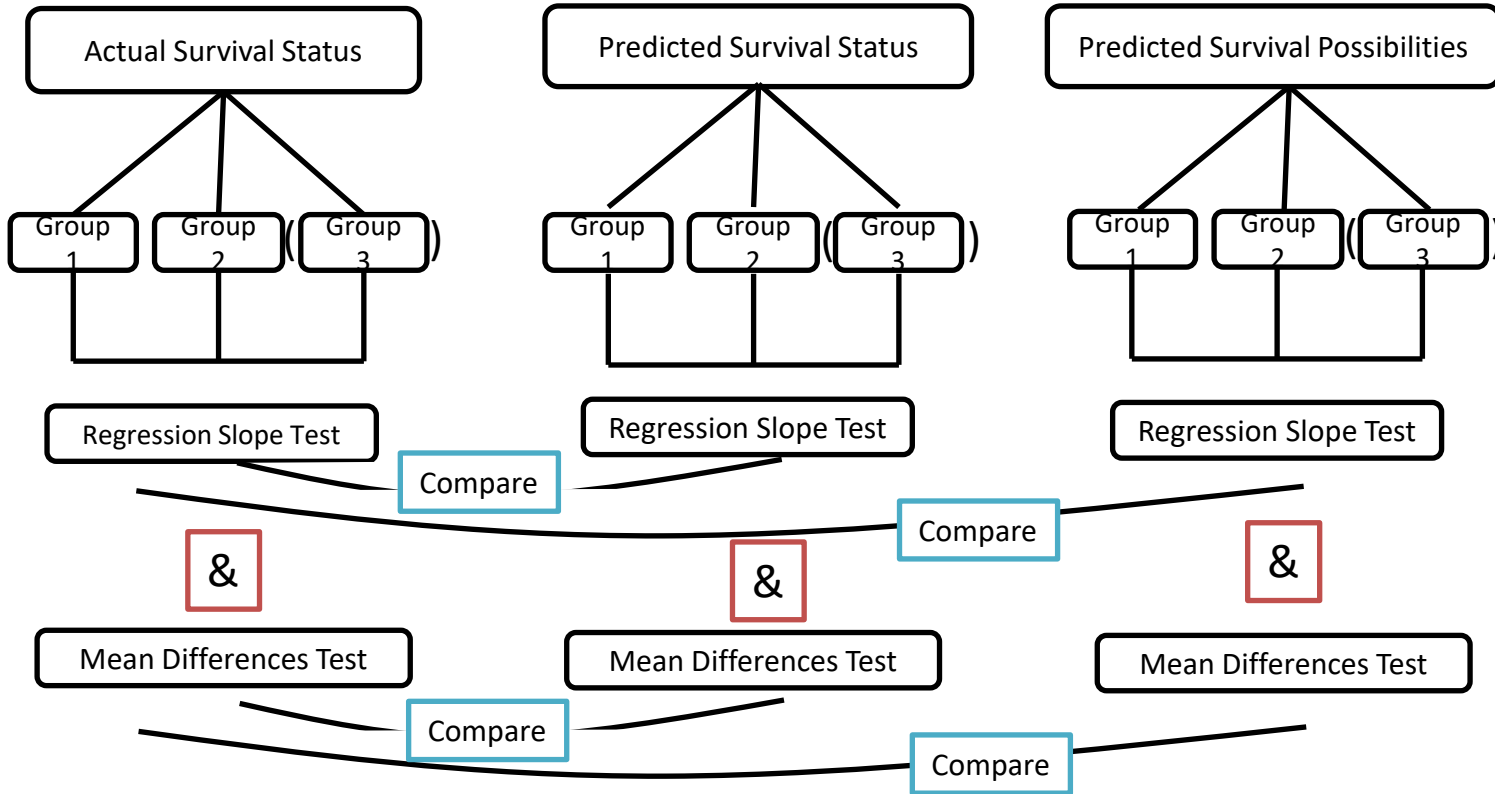 Actual Survival Status
Predicted Survival Status
Predicted Survival Possibilities
Group
1
Group
2
(
Group
3
)
Group
1
Group
2
(
Group
3
)
Group
1
Group
2
(
Group
3
)
Regression Slope Test
Regression Slope Test
Regression Slope Test
Compare
Compare
&
&
&
Mean Differences Test
Mean Differences Test
Mean Differences Test
Compare
Compare